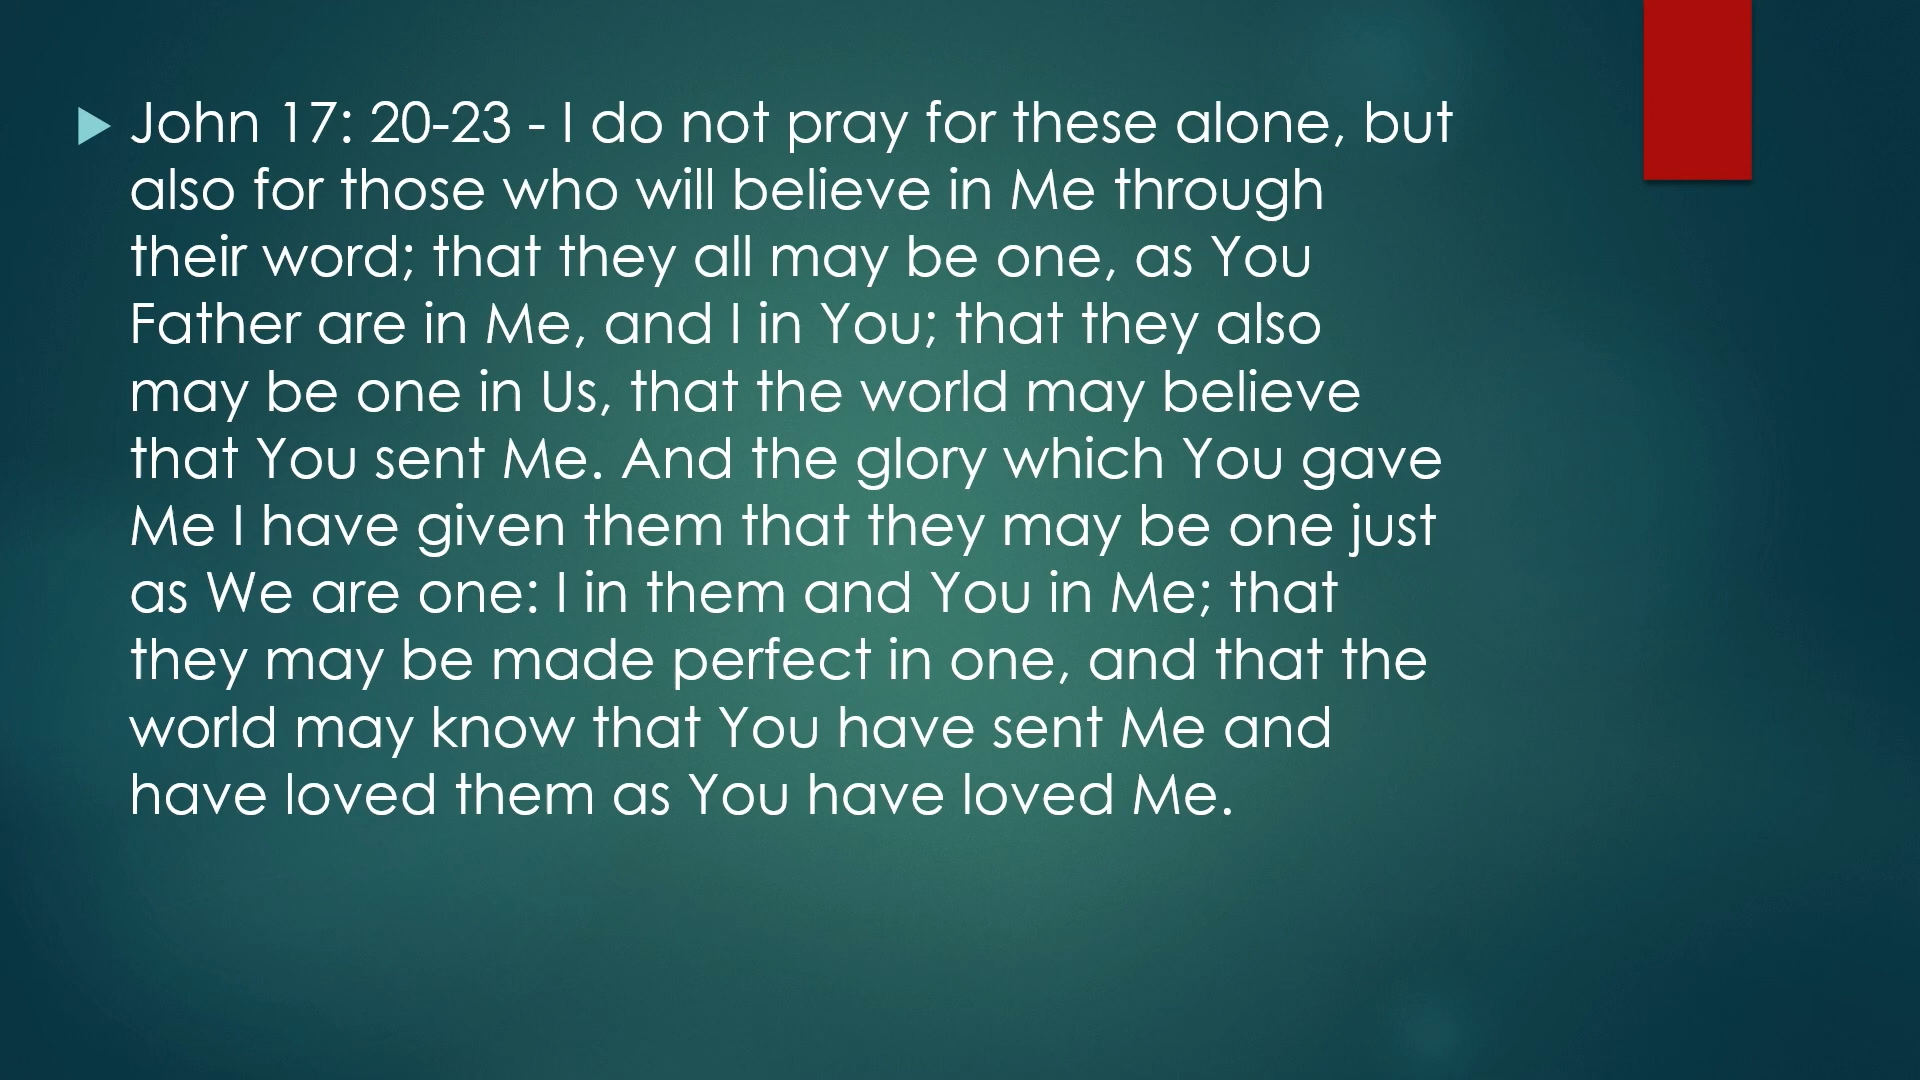 John 17: 20-23 - I do not pray for these alone, but
also for those who will believe in Me through
their word; that they all may be one, as You
Father are in Me, and I in You; that they also
may be one in Us, that the world may believe
that You sent Me. And the glory which You gave
Me I have given them that they may be one just
as We are one: I in them and You in Me; that
they may be made perfect in one, and that the
world may know that You have sent Me and
have loved them as You have loved Me.